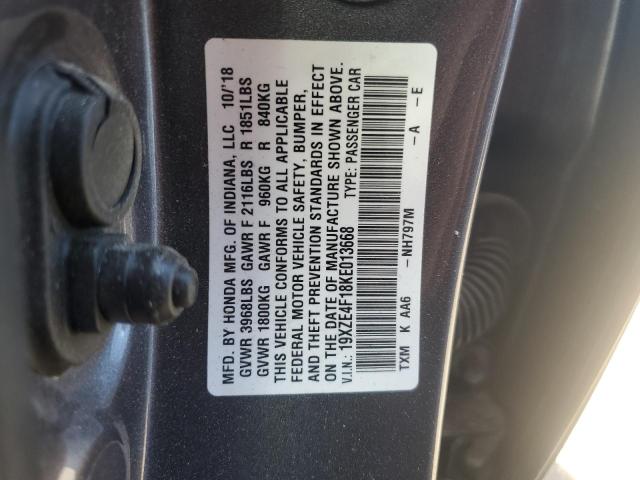 MFD. BY HONDA MFG. OF INDIANA, LLC 10/'18
GVWR 3968LBS GAWR F 2116LBS R 1851LBS
GVWR 1800KG GAWR F 960KG R 840KG
THIS VEHICLE CONFORMS TO ALL APPLICABLE
FEDERAL MOTOR VEHICLE SAFETY, BUMPER,
AND THEFT PREVENTION STANDARDS IN EFFECT
ON THE DATE OF MANUFACTURE SHOWN ABOVE.
V.I.N.: 19XZE4F18KE013668 TYPE: PASSENGER CAR
TXM K AA6 -NH797M -A -E